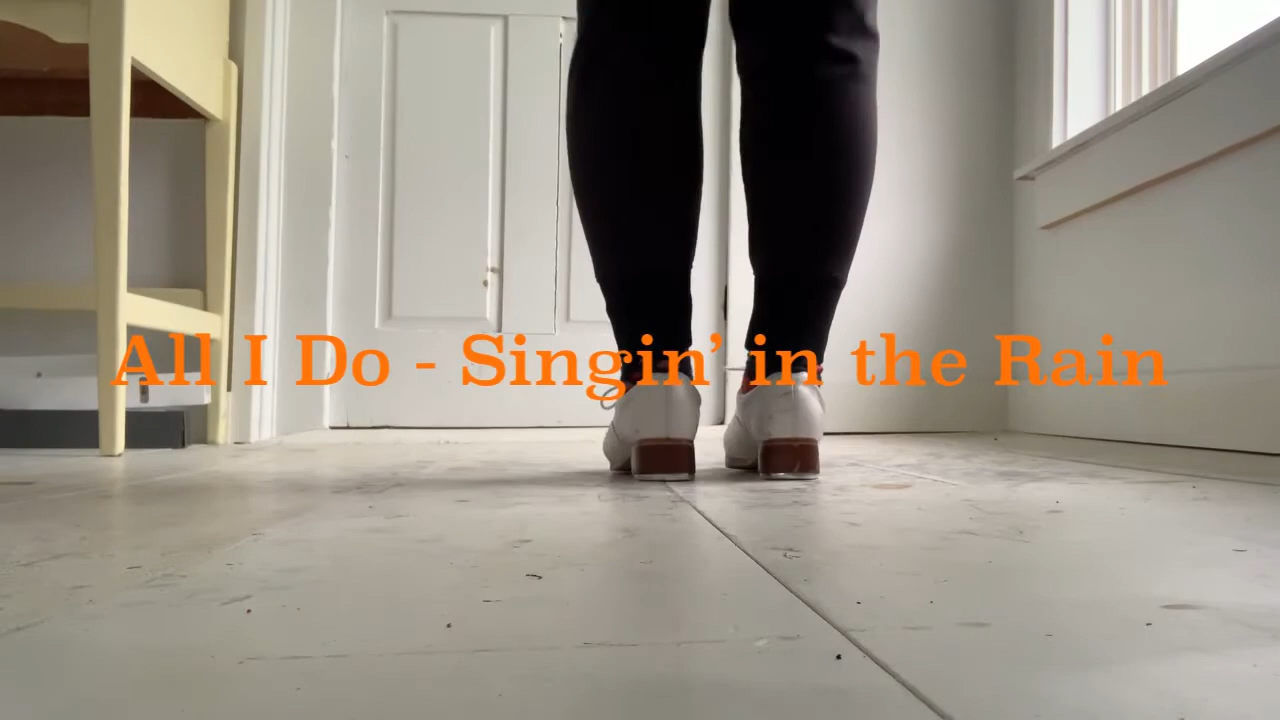 All I Do - Singin’ in the Rain